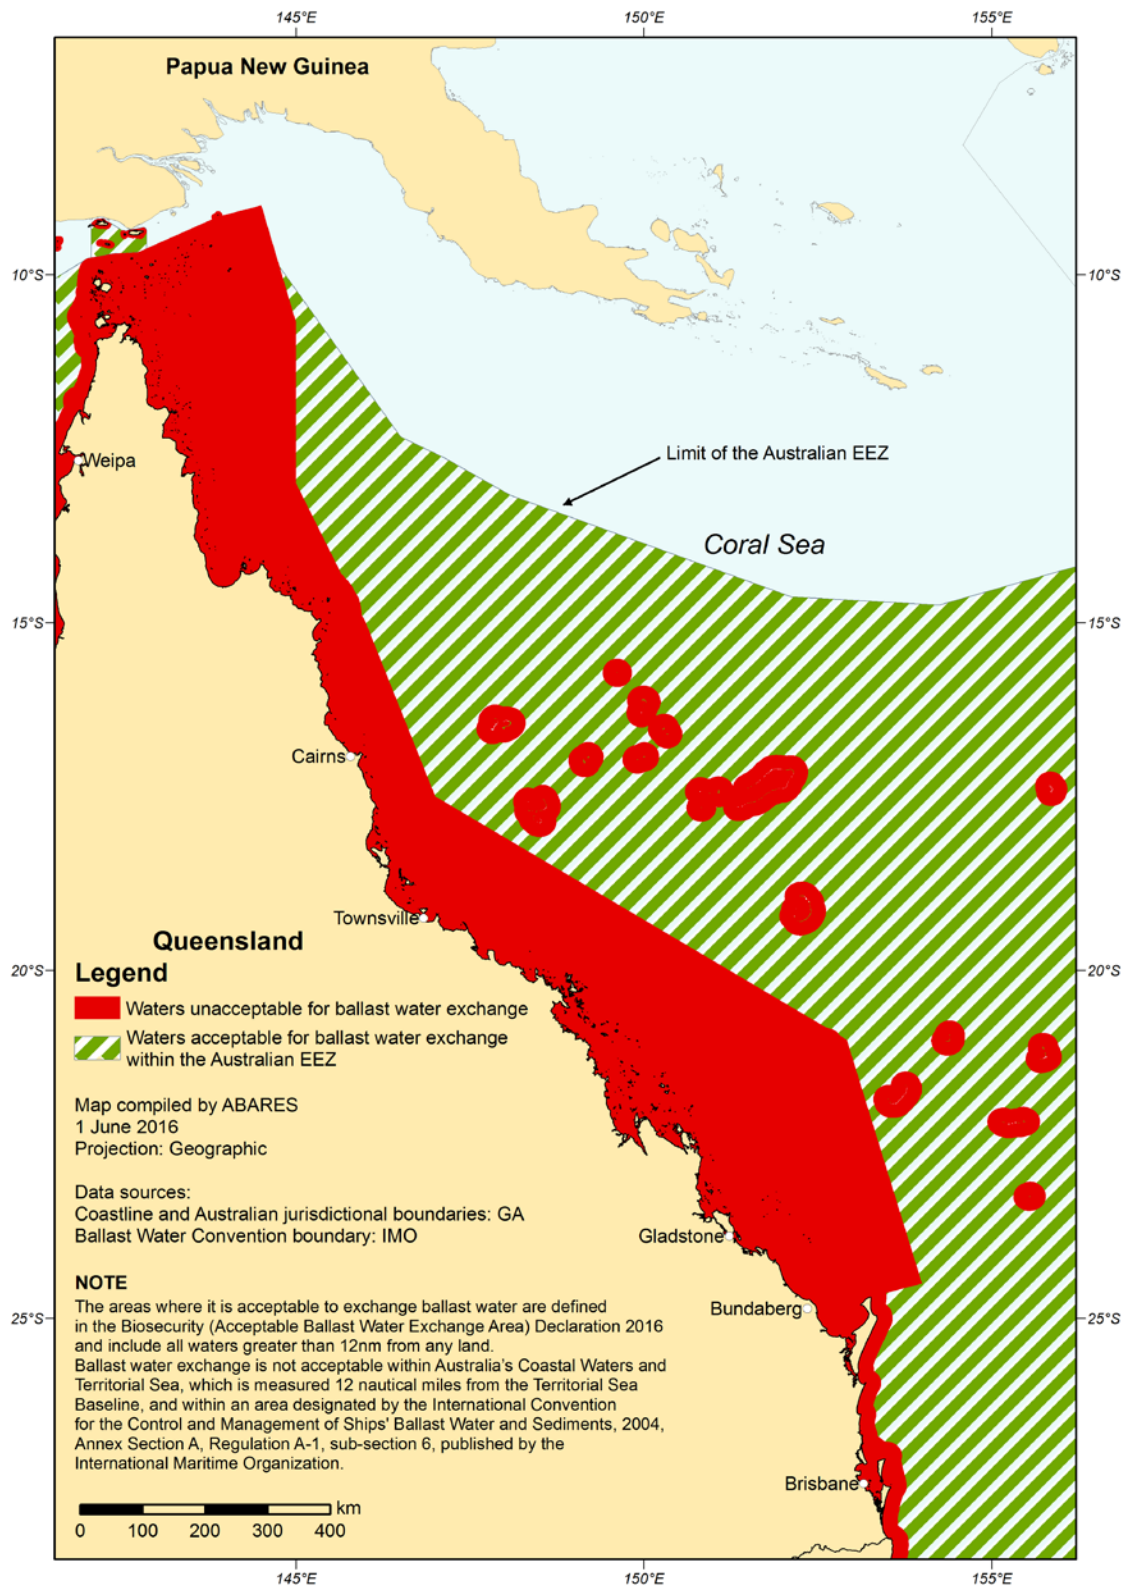 145°E 150°E 155°E
Papua New Guinea
10°S 10°S
Weipa
Limit of the Australian EEZ
Coral Sea
15°S 15°S
Cairns
Townsville
Queensland
Legend
20°S 20°S
Waters unacceptable for ballast water exchange
Waters acceptable for ballast water exchange
within the Australian EEZ
Map compiled by ABARES
1 June 2016
Projection: Geographic
Data sources:
Coastline and Australian jurisdictional boundaries: GA
Ballast Water Convention boundary: IMO
Gladstone
NOTE
The areas where it is acceptable to exchange ballast water are defined
in the Biosecurity (Acceptable Ballast Water Exchange Area) Declaration 2016
and include all waters greater than 12nm from any land.
Ballast water exchange is not acceptable within Australia's Coastal Waters and
Territorial Sea, which is measured 12 nautical miles from the Territorial Sea
Baseline, and within an area designated by the International Convention
for the Control and Management of Ships' Ballast Water and Sediments, 2004,
Annex Section A, Regulation A-1, sub-section 6, published by the
International Maritime Organization.
Bundaberg
25°S 25°S
Brisbane
km
0 100 200 300 400
145°E 150°E 155°E